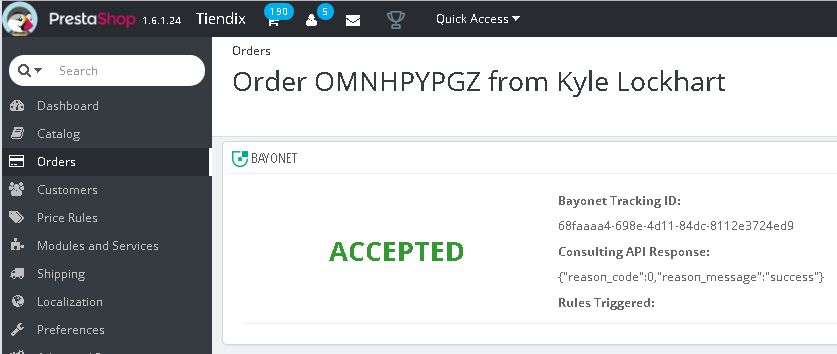 PrestaShop 1.6.1.24 Tiendix 190 5 Quick Access
Search
Dashboard
Catalog
Orders
Customers
Price Rules
Modules and Services
Shipping
Localization
Preferences
Orders
Order OMNHPYPGZ from Kyle Lockhart
BAYONET
ACCEPTED
Bayonet Tracking ID:
68faaaa4-698e-4d11-84dc-8112e3724ed9
Consulting API Response:
{"reason_code":0,"reason_message":"success"}
Rules Triggered: